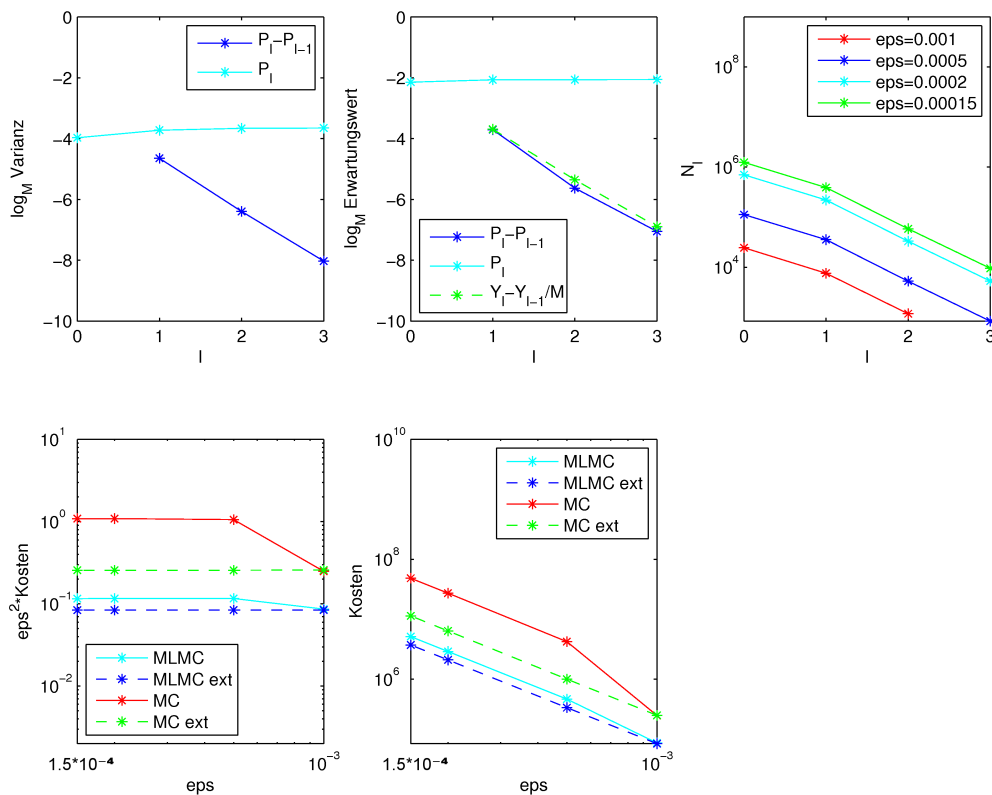 0
−2
−4
−6
−8
−10
0
1
2
3
l
log_M Varianz
P_l−P_{l−1}
P_l
0
−2
−4
−6
−8
−10
0
1
2
3
l
log_M Erwartungswert
P_l−P_{l−1}
P_l
Y_l−Y_{l−1}/M
10^8
10^6
10^4
0
1
2
3
l
N_l
eps=0.001
eps=0.0005
eps=0.0002
eps=0.00015
10^1
10^0
10^{−1}
10^{−2}
1.5*10^{−4}
10^{−3}
eps
eps^2*Kosten
MLMC
MLMC ext
MC
MC ext
10^{10}
10^8
10^6
1.5*10^{−4}
10^{−3}
eps
Kosten
MLMC
MLMC ext
MC
MC ext